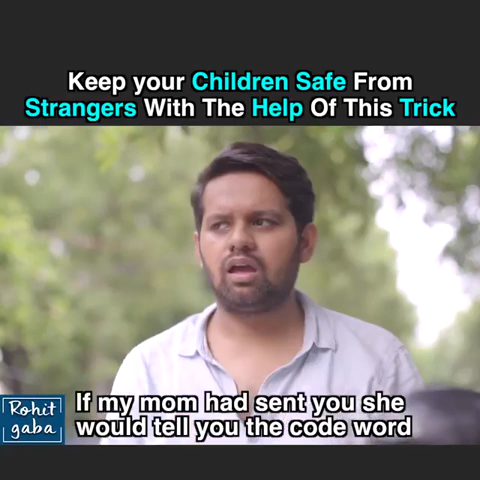 Keep your Children Safe From
Strangers With The Help Of This Trick
If my mom had sent you she
would tell you the code word
Rohit
gaba